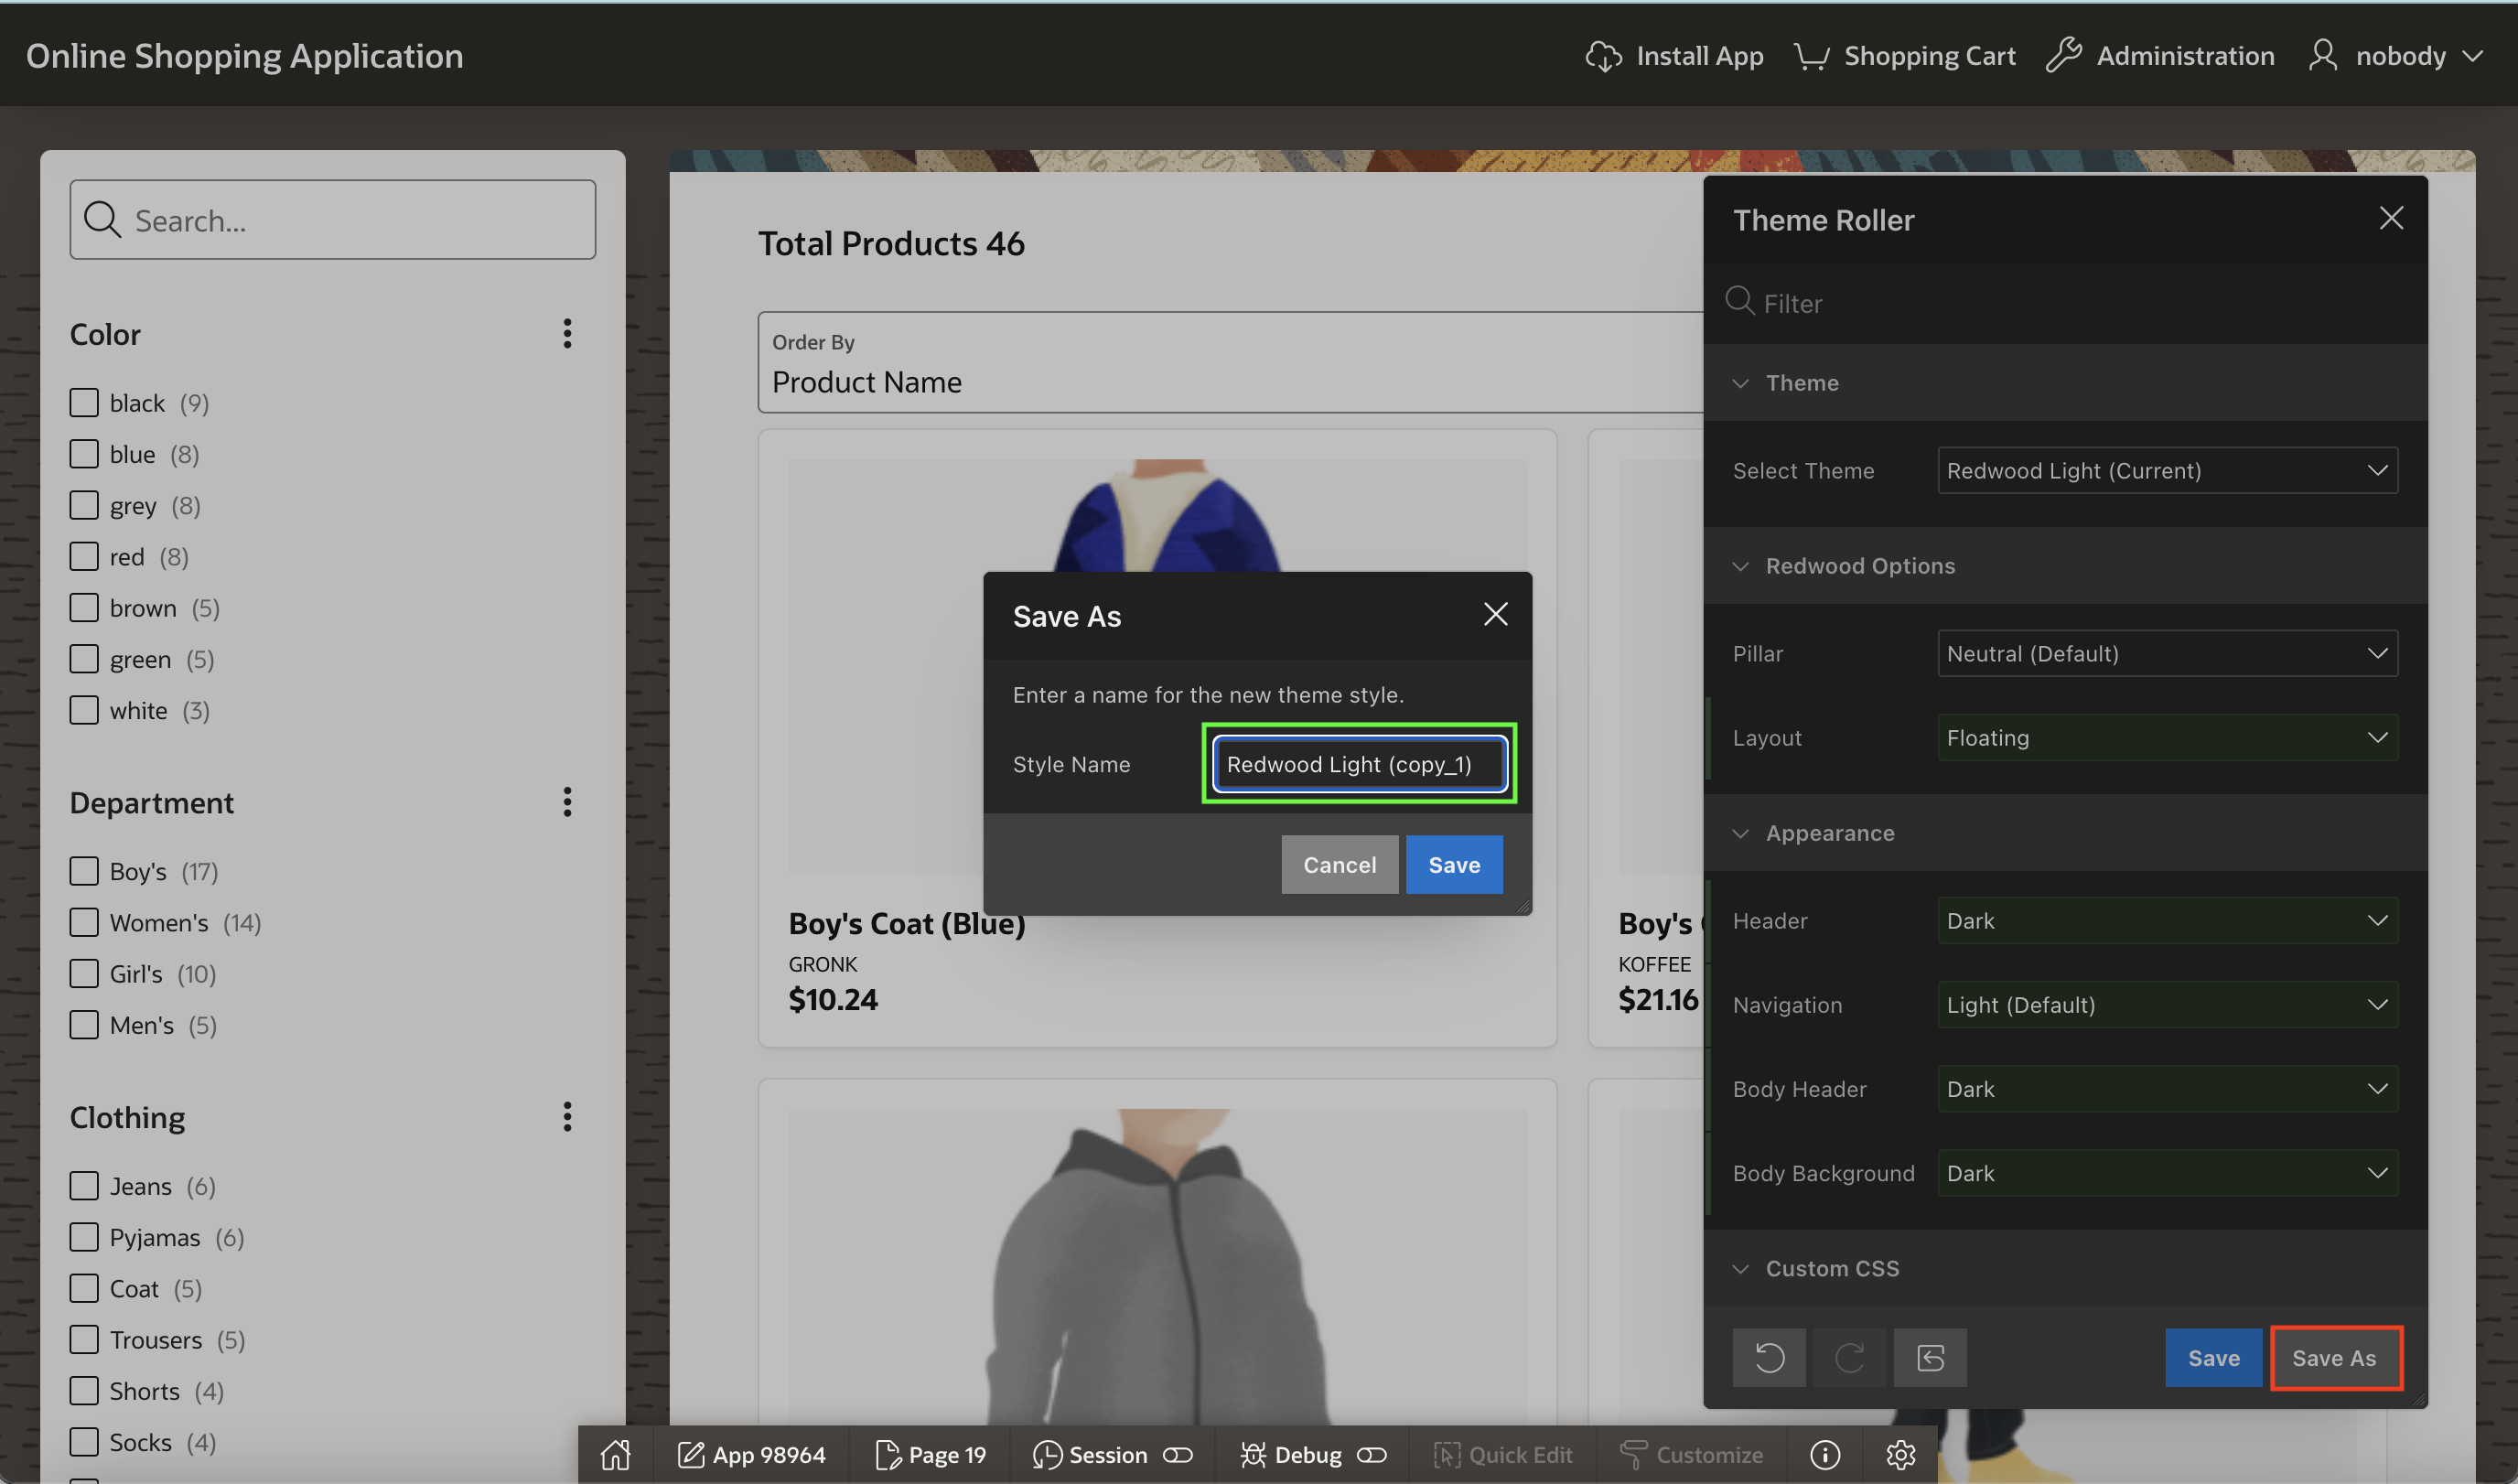 Online Shopping Application
Install App
Shopping Cart
Administration
nobody
Search...
Color
black (9)
blue (8)
grey (8)
red (8)
brown (5)
green (5)
white (3)
Department
Boy's (17)
Women's (14)
Girl's (10)
Men's (5)
Clothing
Jeans (6)
Pyjamas (6)
Coat (5)
Trousers (5)
Shorts (4)
Socks (4)
Total Products 46
Order By
Product Name
Boy's Coat (Blue)
GRONK
$10.24
Boy's
KOFFEE
$21.16
Save As
Enter a name for the new theme style.
Style Name
Redwood Light (copy_1)
Cancel
Save
Theme Roller
Filter
Theme
Select Theme
Redwood Light (Current)
Redwood Options
Pillar
Neutral (Default)
Layout
Floating
Appearance
Header
Dark
Navigation
Light (Default)
Body Header
Dark
Body Background
Dark
Custom CSS
Save
Save As
App 98964
Page 19
Session
Debug
Quick Edit
Customize